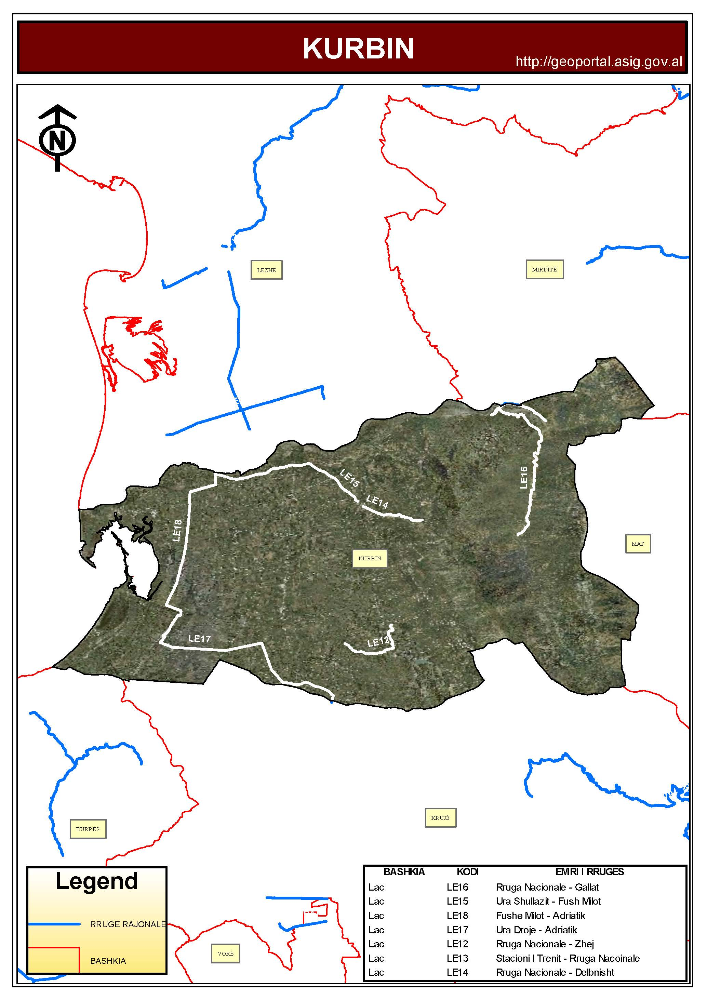 KURBIN
http://geoportal.asig.gov.al
N
LEZHË
MIRDITË
LE15
LE16
LE14
LE18
MAT
KURBIN
LE17
LE12
KRUJË
DURRËS
Legend
RRUGE RAJONALE
BASHKIA
VORË
BASHKIA KODI EMRI I RRUGES
Lac LE16 Rruga Nacionale - Gallat
Lac LE15 Ura Shullazit - Fush Milot
Lac LE18 Fushe Milot - Adriatik
Lac LE17 Ura Droje - Adriatik
Lac LE12 Rruga Nacionale - Zhej
Lac LE13 Stacioni I Trenit - Rruga Nacoinale
Lac LE14 Rruga Nacionale - Delbnisht